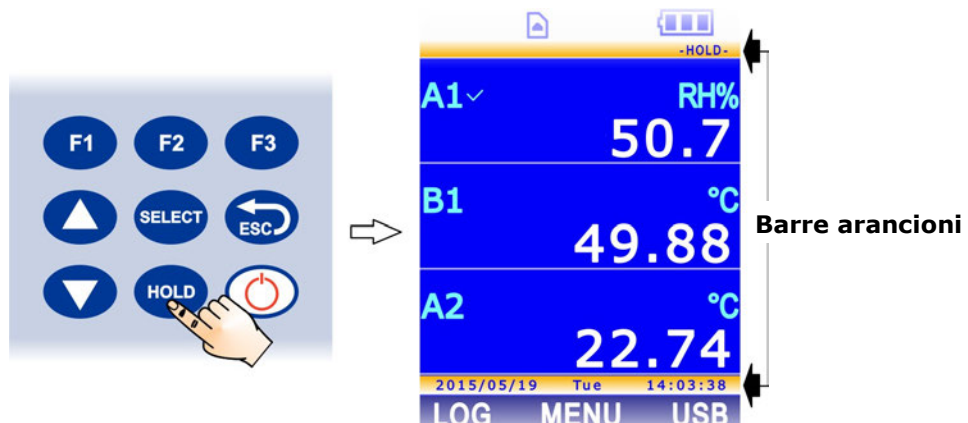 F1 F2 F3
SELECT ESC
HOLD
-HOLD-
A1 RH%
50.7
B1 °C
49.88
A2 °C
22.74
2015/05/19 Tue 14:03:38
LOG MENU USB
Barre arancioni